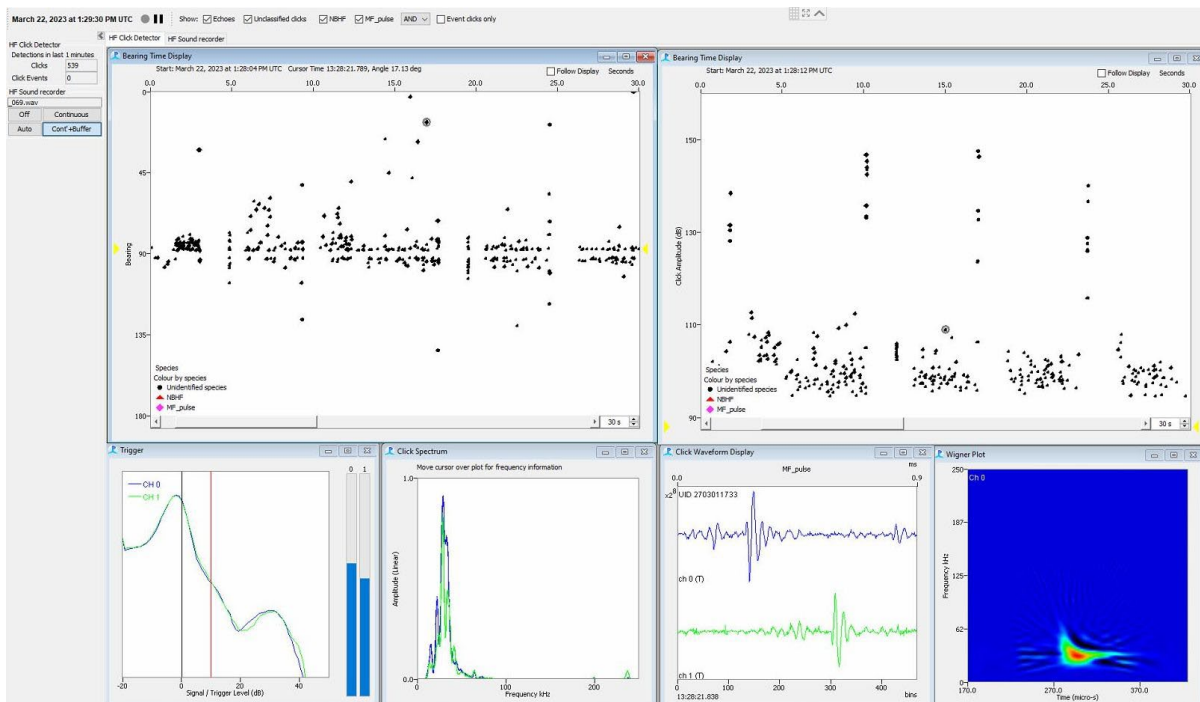 March 22, 2023 at 1:29:30 PM UTC Show: Echoes Unclassified clicks NBHF MF_pulse AND Event clicks only
HF Click Detector HF Sound recorder
HF Click Detector
Detections in last 1 minutes
Clicks 539
Click Events 0
HF Sound recorder
_069.wav
Off Continuous
Auto Cont'+Buffer
Bearing Time Display
Start: March 22, 2023 at 1:28:04 PM UTC Cursor Time 13:28:21.789, Angle 17.13 deg Follow Display Seconds
0.0 5.0 10.0 15.0 20.0 25.0 30.0
0
45
90
135
180
Bearing
Species
Colour by species
Unidentified species
NBHF
MF_pulse
30 s
Bearing Time Display
Start: March 22, 2023 at 1:28:12 PM UTC Follow Display Seconds
0.0 5.0 10.0 15.0 20.0 25.0 30.0
150
130
110
90
Click Amplitude (dB)
Species
Colour by species
Unidentified species
NBHF
MF_pulse
30 s
Trigger
CH 0
CH 1
0 1
-20 0 20 40
Signal / Trigger Level (dB)
Click Spectrum
Move cursor over plot for frequency information
1.0
Amplitude (Linear)
0.0
0 100 200
Frequency kHz
Click Waveform Display
MF_pulse ms
0.0 0.9
x2^8
UID 2703011733
ch 0 (T)
ch 1 (T)
0 100 200 300 400
13:28:21.838 bins
Wigner Plot
Ch 0
250
187
125
62
0
Frequency kHz
170.0 270.0 370.0
Time (micro-s)